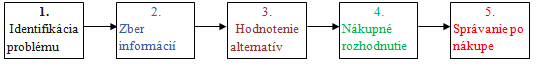 1.
Identifikácia
problému
2.
Zber
informácií
3.
Hodnotenie
alternatív
4.
Nákupné
rozhodnutie
5.
Správanie po
nákupe